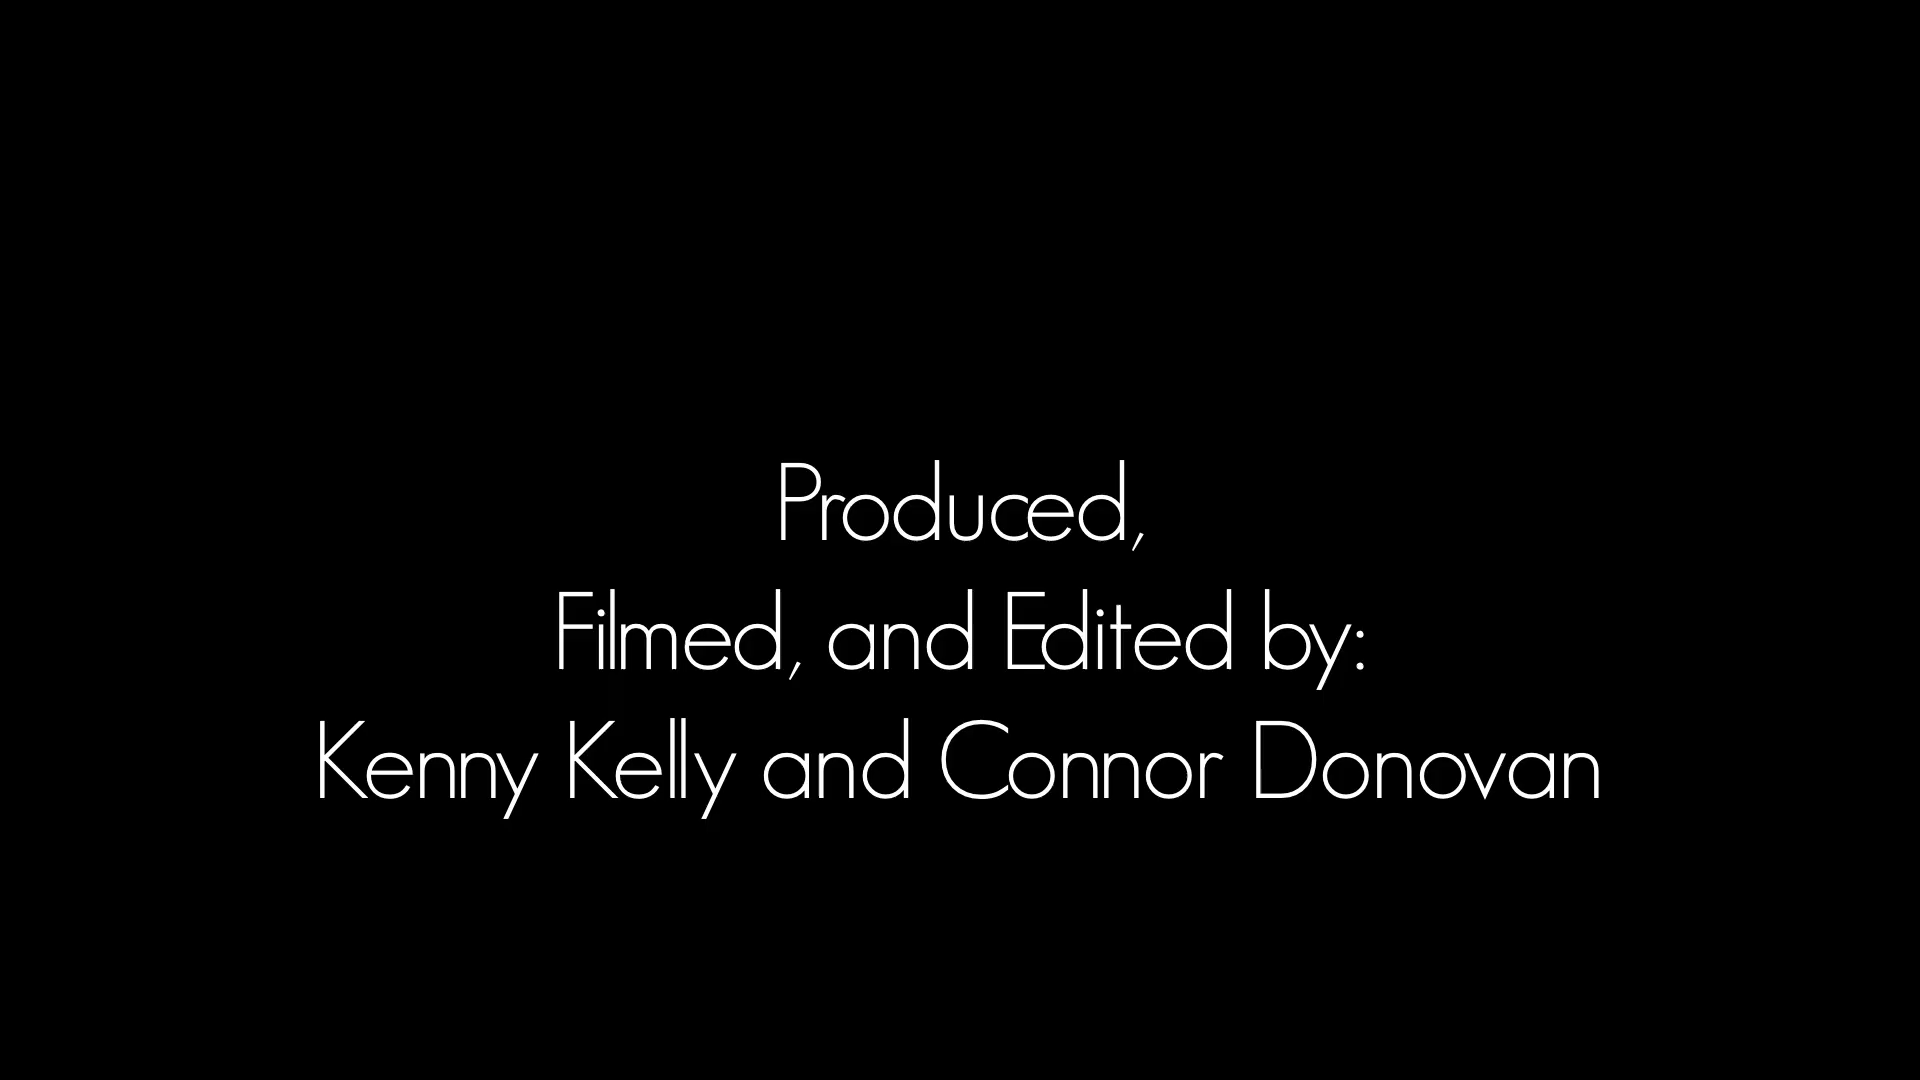 Produced,
Filmed, and Edited by:
Kenny Kelly and Connor Donovan